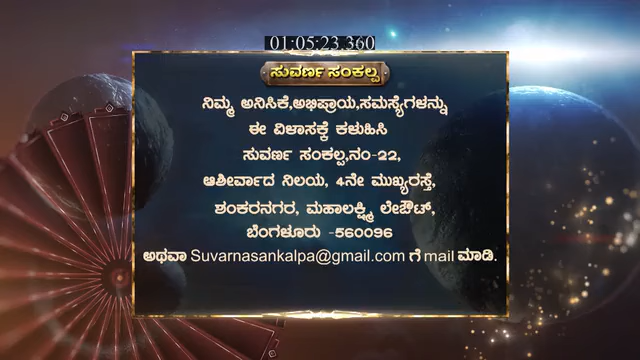 01:05:23.360
ಸುವರ್ಣ ಸಂಕಲ್ಪ
ನಿಮ್ಮ ಅನಿಸಿಕೆ,ಅಭಿಪ್ರಾಯ,ಸಮಸ್ಯೆಗಳನ್ನು
ಈ ವಿಳಾಸಕ್ಕೆ ಕಳುಹಿಸಿ
ಸುವರ್ಣ ಸಂಕಲ್ಪ,ನಂ-22,
ಆಶೀರ್ವಾದ ನಿಲಯ, 4ನೇ ಮುಖ್ಯರಸ್ತೆ,
ಶಂಕರನಗರ, ಮಹಾಲಕ್ಷ್ಮಿ ಲೇಔಟ್,
ಬೆಂಗಳೂರು -560096
ಅಥವಾ Suvarnasankalpa@gmail.com ಗೆ mail ಮಾಡಿ.